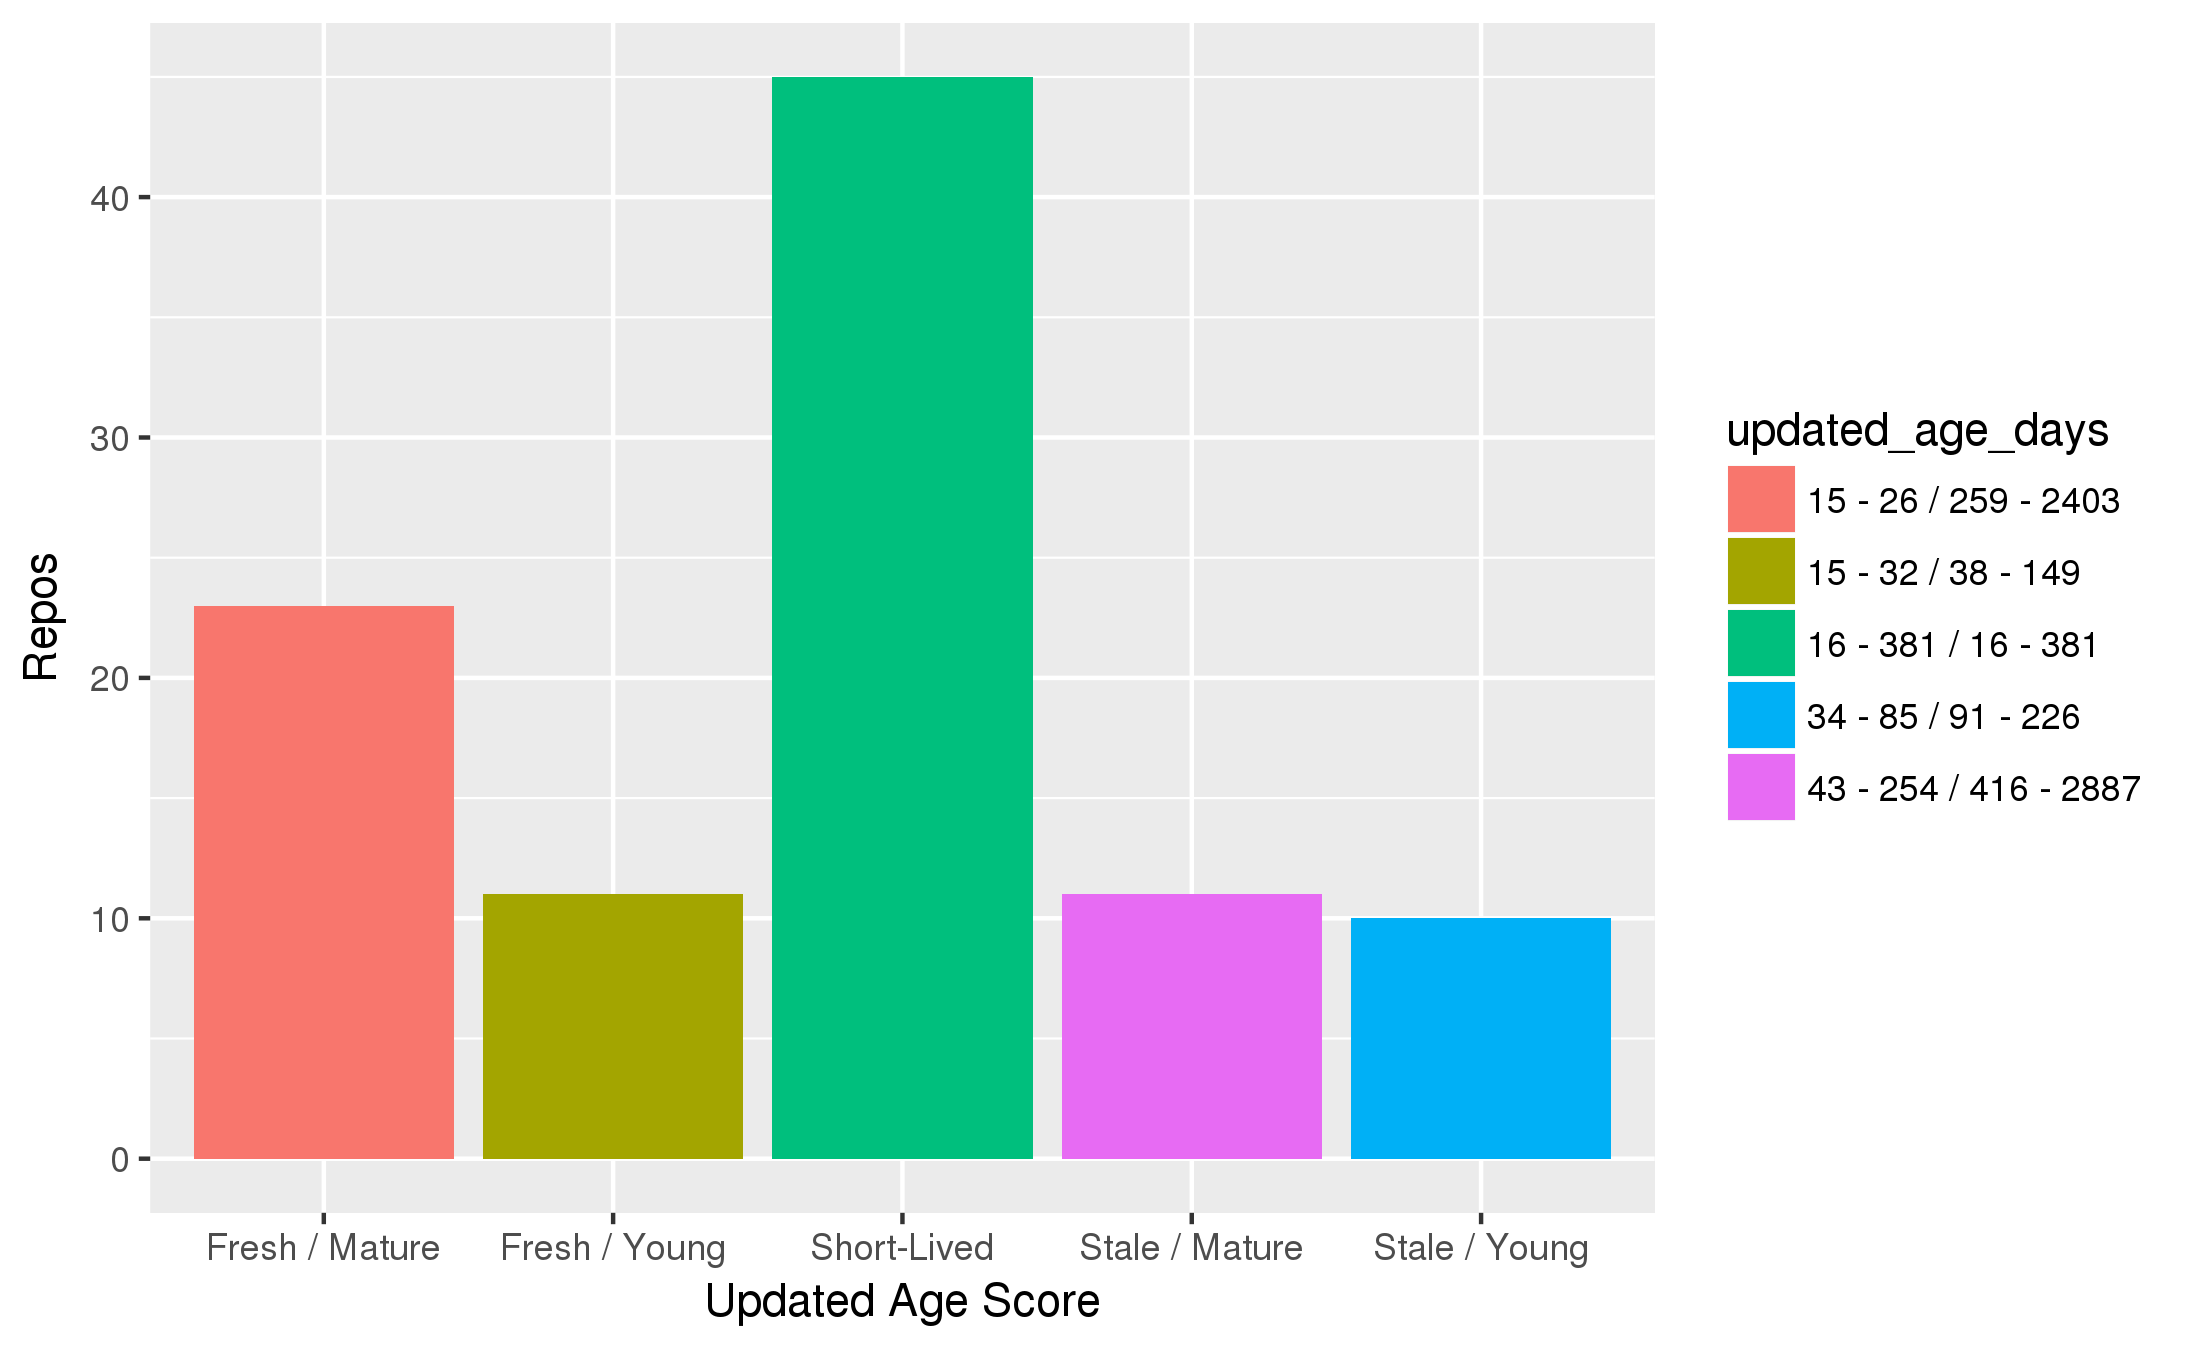 Repos
40
30
20
10
0
Fresh / Mature
Fresh / Young
Short-Lived
Stale / Mature
Stale / Young
Updated Age Score
updated_age_days
15 - 26 / 259 - 2403
15 - 32 / 38 - 149
16 - 381 / 16 - 381
34 - 85 / 91 - 226
43 - 254 / 416 - 2887